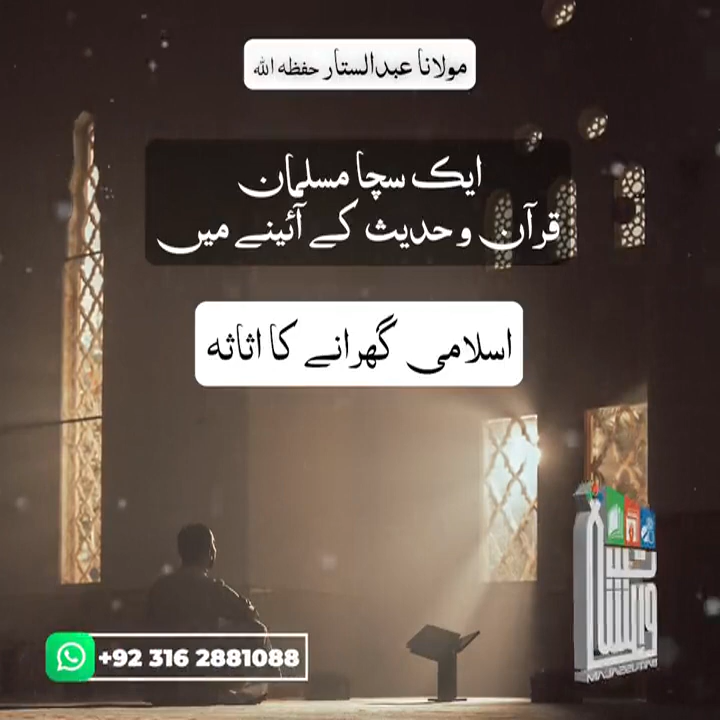 مولانا عبدالستار حفظہ اللہ
ایک سچا مسلمان
قرآن و حدیث کے آئینے میں
اسلامی گھرانے کا اثاثہ
+92 316 2881088